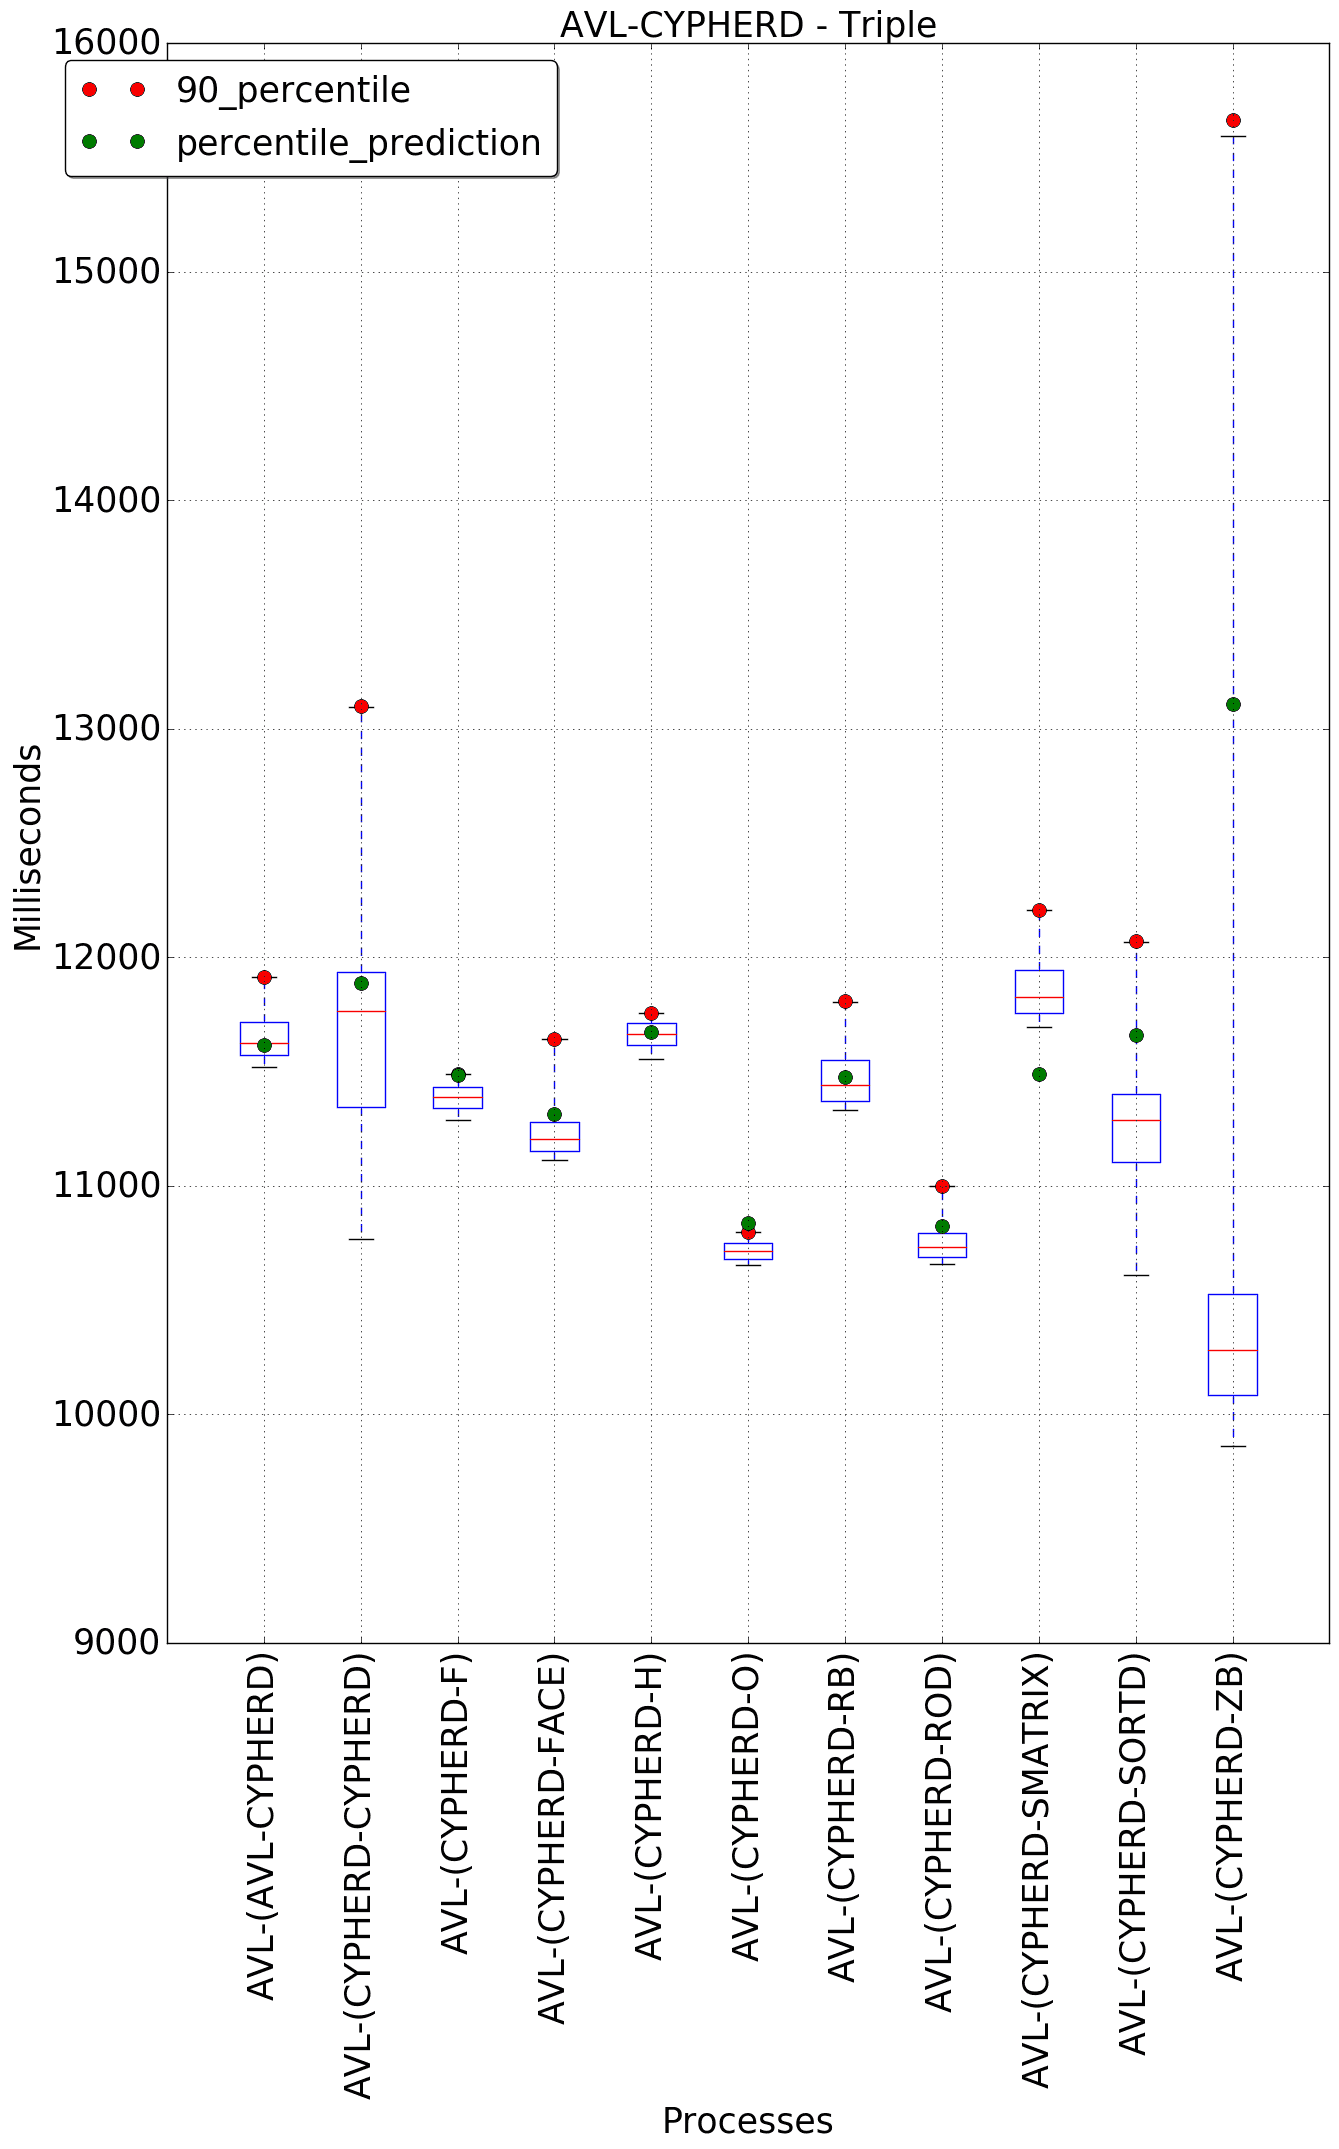 AVL-CYPHERD - Triple
90_percentile
percentile_prediction
16000
15000
14000
13000
12000
11000
10000
9000
Milliseconds
AVL-(AVL-CYPHERD)
AVL-(CYPHERD-CYPHERD)
AVL-(CYPHERD-F)
AVL-(CYPHERD-FACE)
AVL-(CYPHERD-H)
AVL-(CYPHERD-O)
AVL-(CYPHERD-RB)
AVL-(CYPHERD-ROD)
AVL-(CYPHERD-SMATRIX)
AVL-(CYPHERD-SORTD)
AVL-(CYPHERD-ZB)
Processes